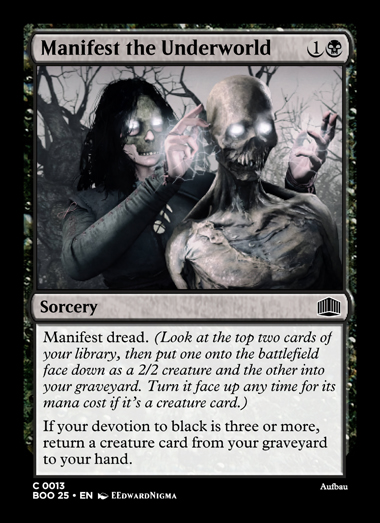 Manifest the Underworld 1
Sorcery
Manifest dread. (Look at the top two cards of
your library, then put one onto the battlefield
face down as a 2/2 creature and the other into
your graveyard. Turn it face up any time for its
mana cost if it's a creature card.)
If your devotion to black is three or more,
return a creature card from your graveyard
to your hand.
C 0013
BOO 25 • EN EEdwardNigma
Aufbau